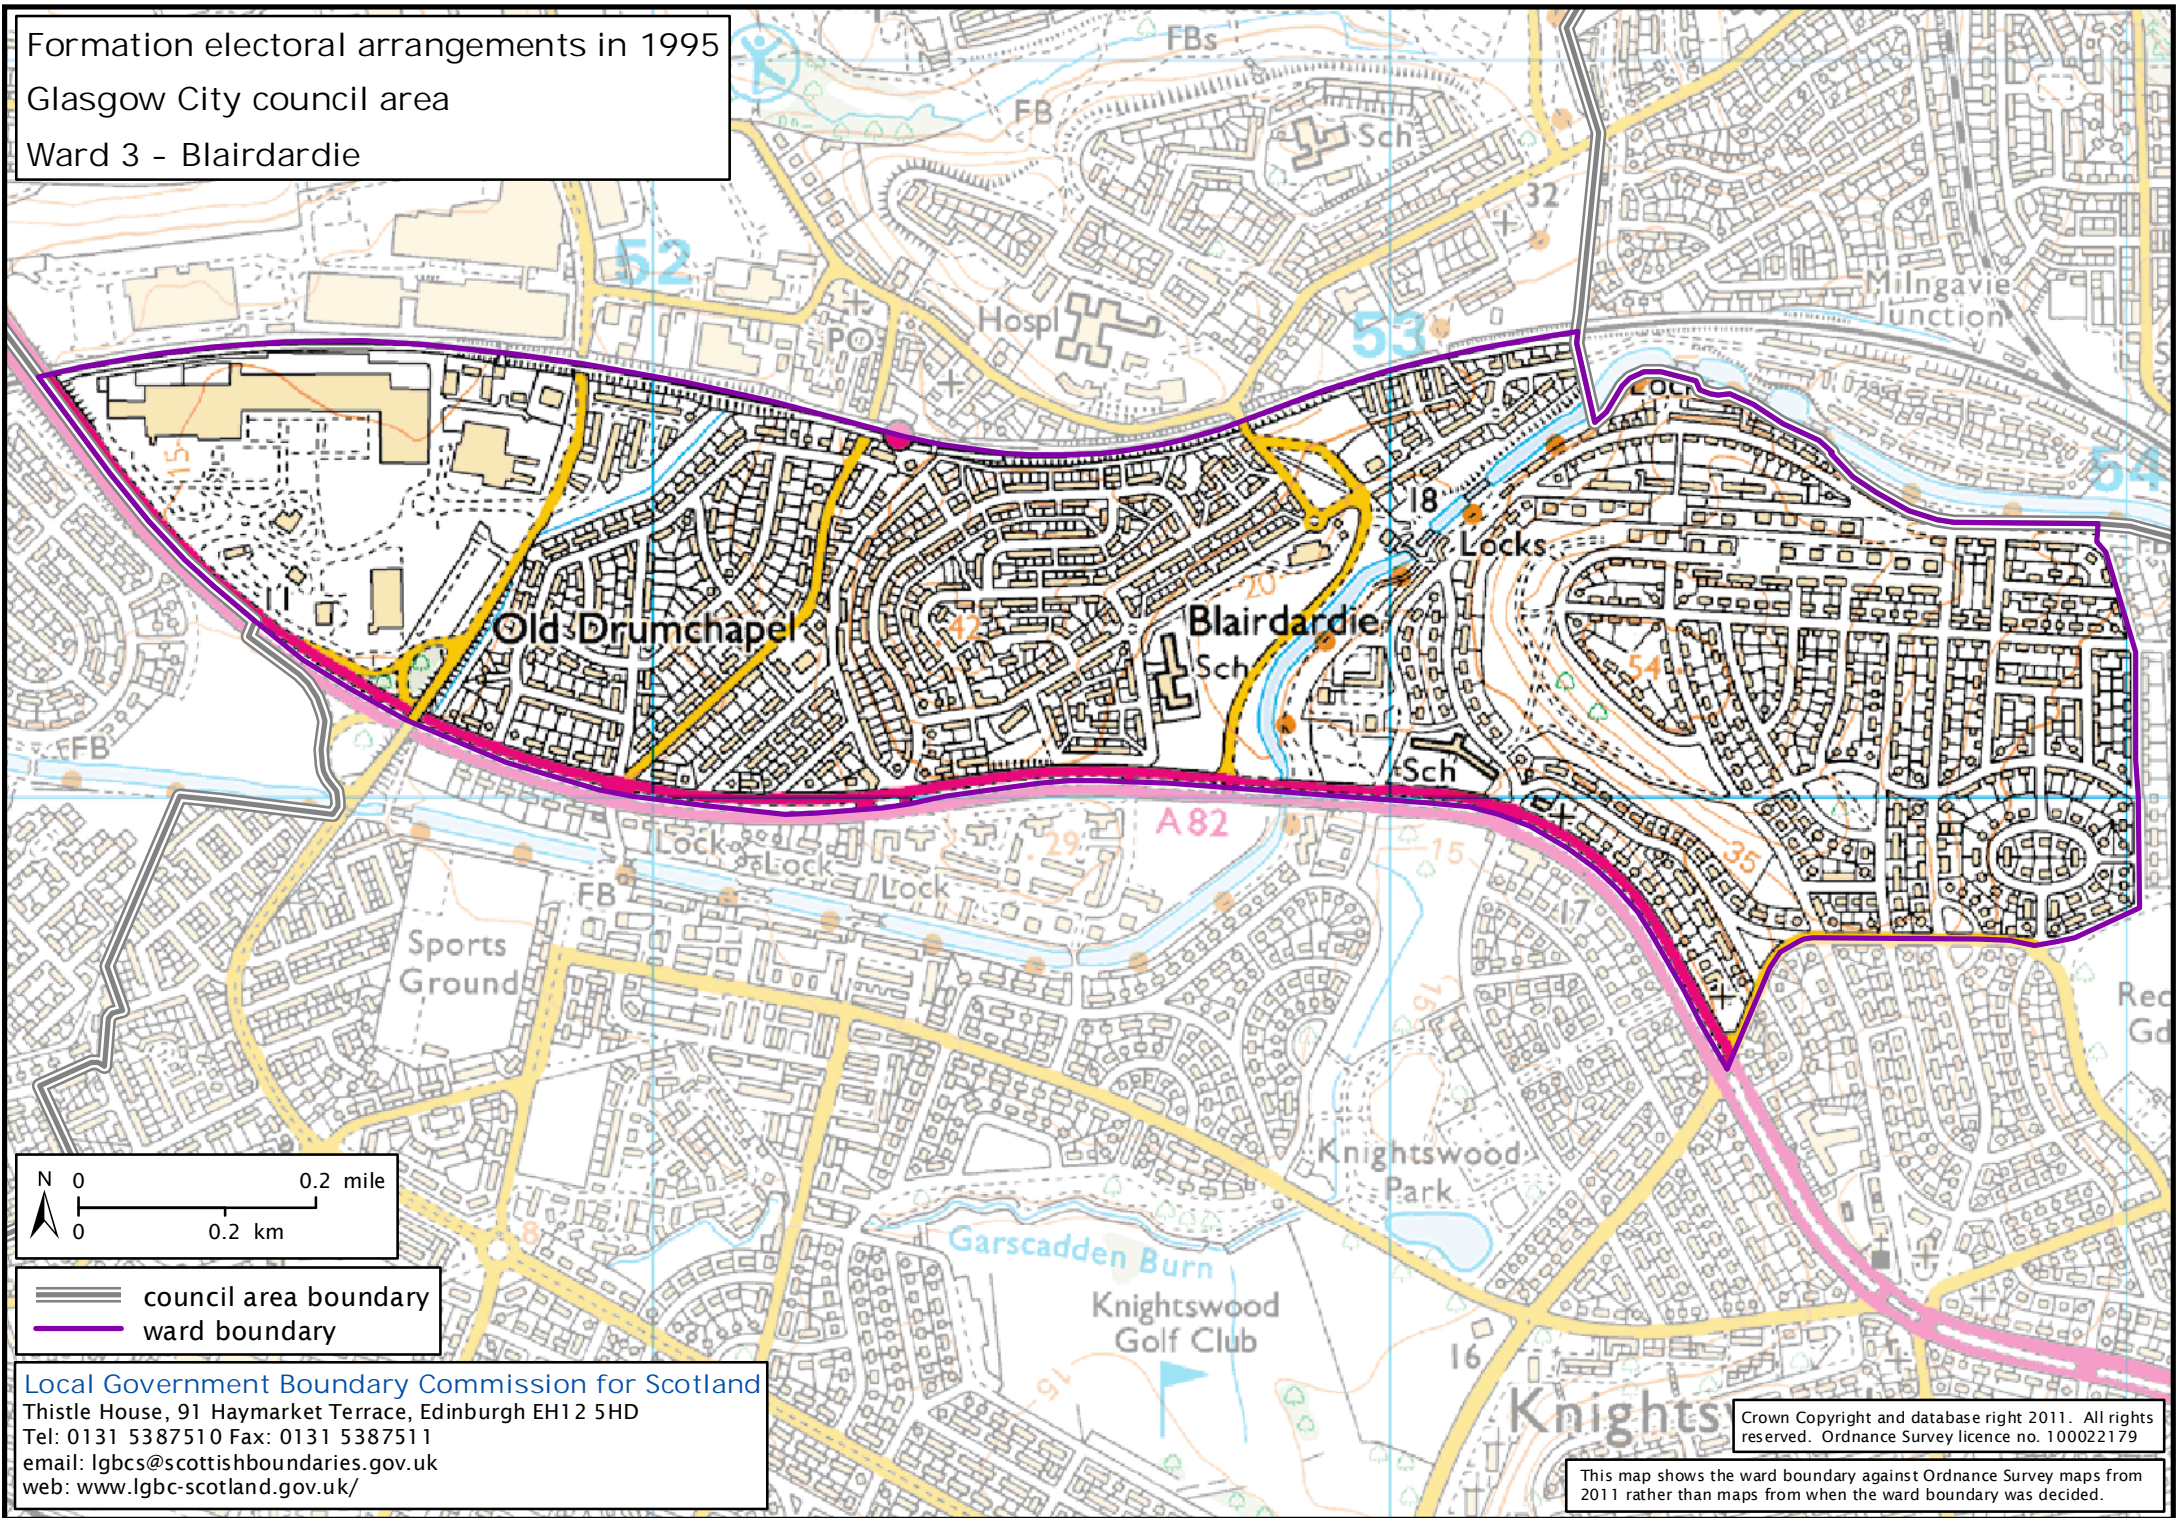 Formation electoral arrangements in 1995
Glasgow City council area
Ward 3 - Blairdardie
FBs
FB
Sch
32
52
Milngavie
Junction
Hospl
53
PO
54
15
18
Locks
11
20
Old Drumchapel
42
Blairdardie
Sch
54
FB
Sch
A 82
Lock
Lock
29
Lock
15
35
FB
17
Sports
Ground
15
Knightswood
Park
8
Garscadden Burn
Knightswood
Golf Club
16
15
N 0 0.2 mile
0 0.2 km
council area boundary
ward boundary
Local Government Boundary Commission for Scotland
Thistle House, 91 Haymarket Terrace, Edinburgh EH12 5HD
Tel: 0131 5387510 Fax: 0131 5387511
email: lgbcs@scottishboundaries.gov.uk
web: www.lgbc-scotland.gov.uk/
Crown Copyright and database right 2011. All rights
reserved. Ordnance Survey licence no. 100022179
This map shows the ward boundary against Ordnance Survey maps from
2011 rather than maps from when the ward boundary was decided.